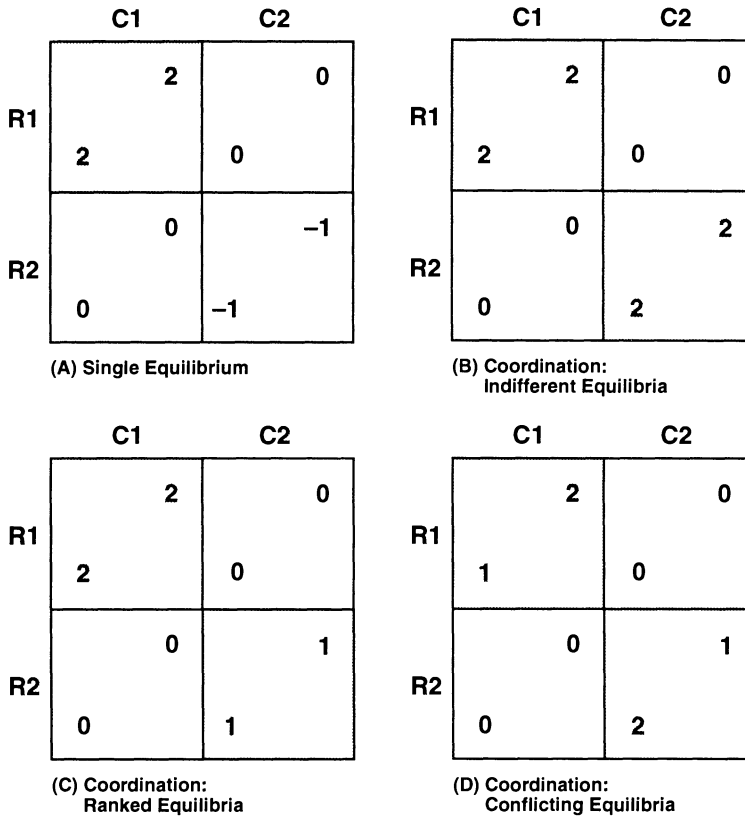 C1 C2
R1
2 0
2 0
R2
0 –1
0 –1
(A) Single Equilibrium
C1 C2
R1
2 0
2 0
R2
0 2
0 2
(B) Coordination:
Indifferent Equilibria
C1 C2
R1
2 0
2 0
R2
0 1
0 1
(C) Coordination:
Ranked Equilibria
C1 C2
R1
2 0
1 0
R2
0 1
0 2
(D) Coordination:
Conflicting Equilibria